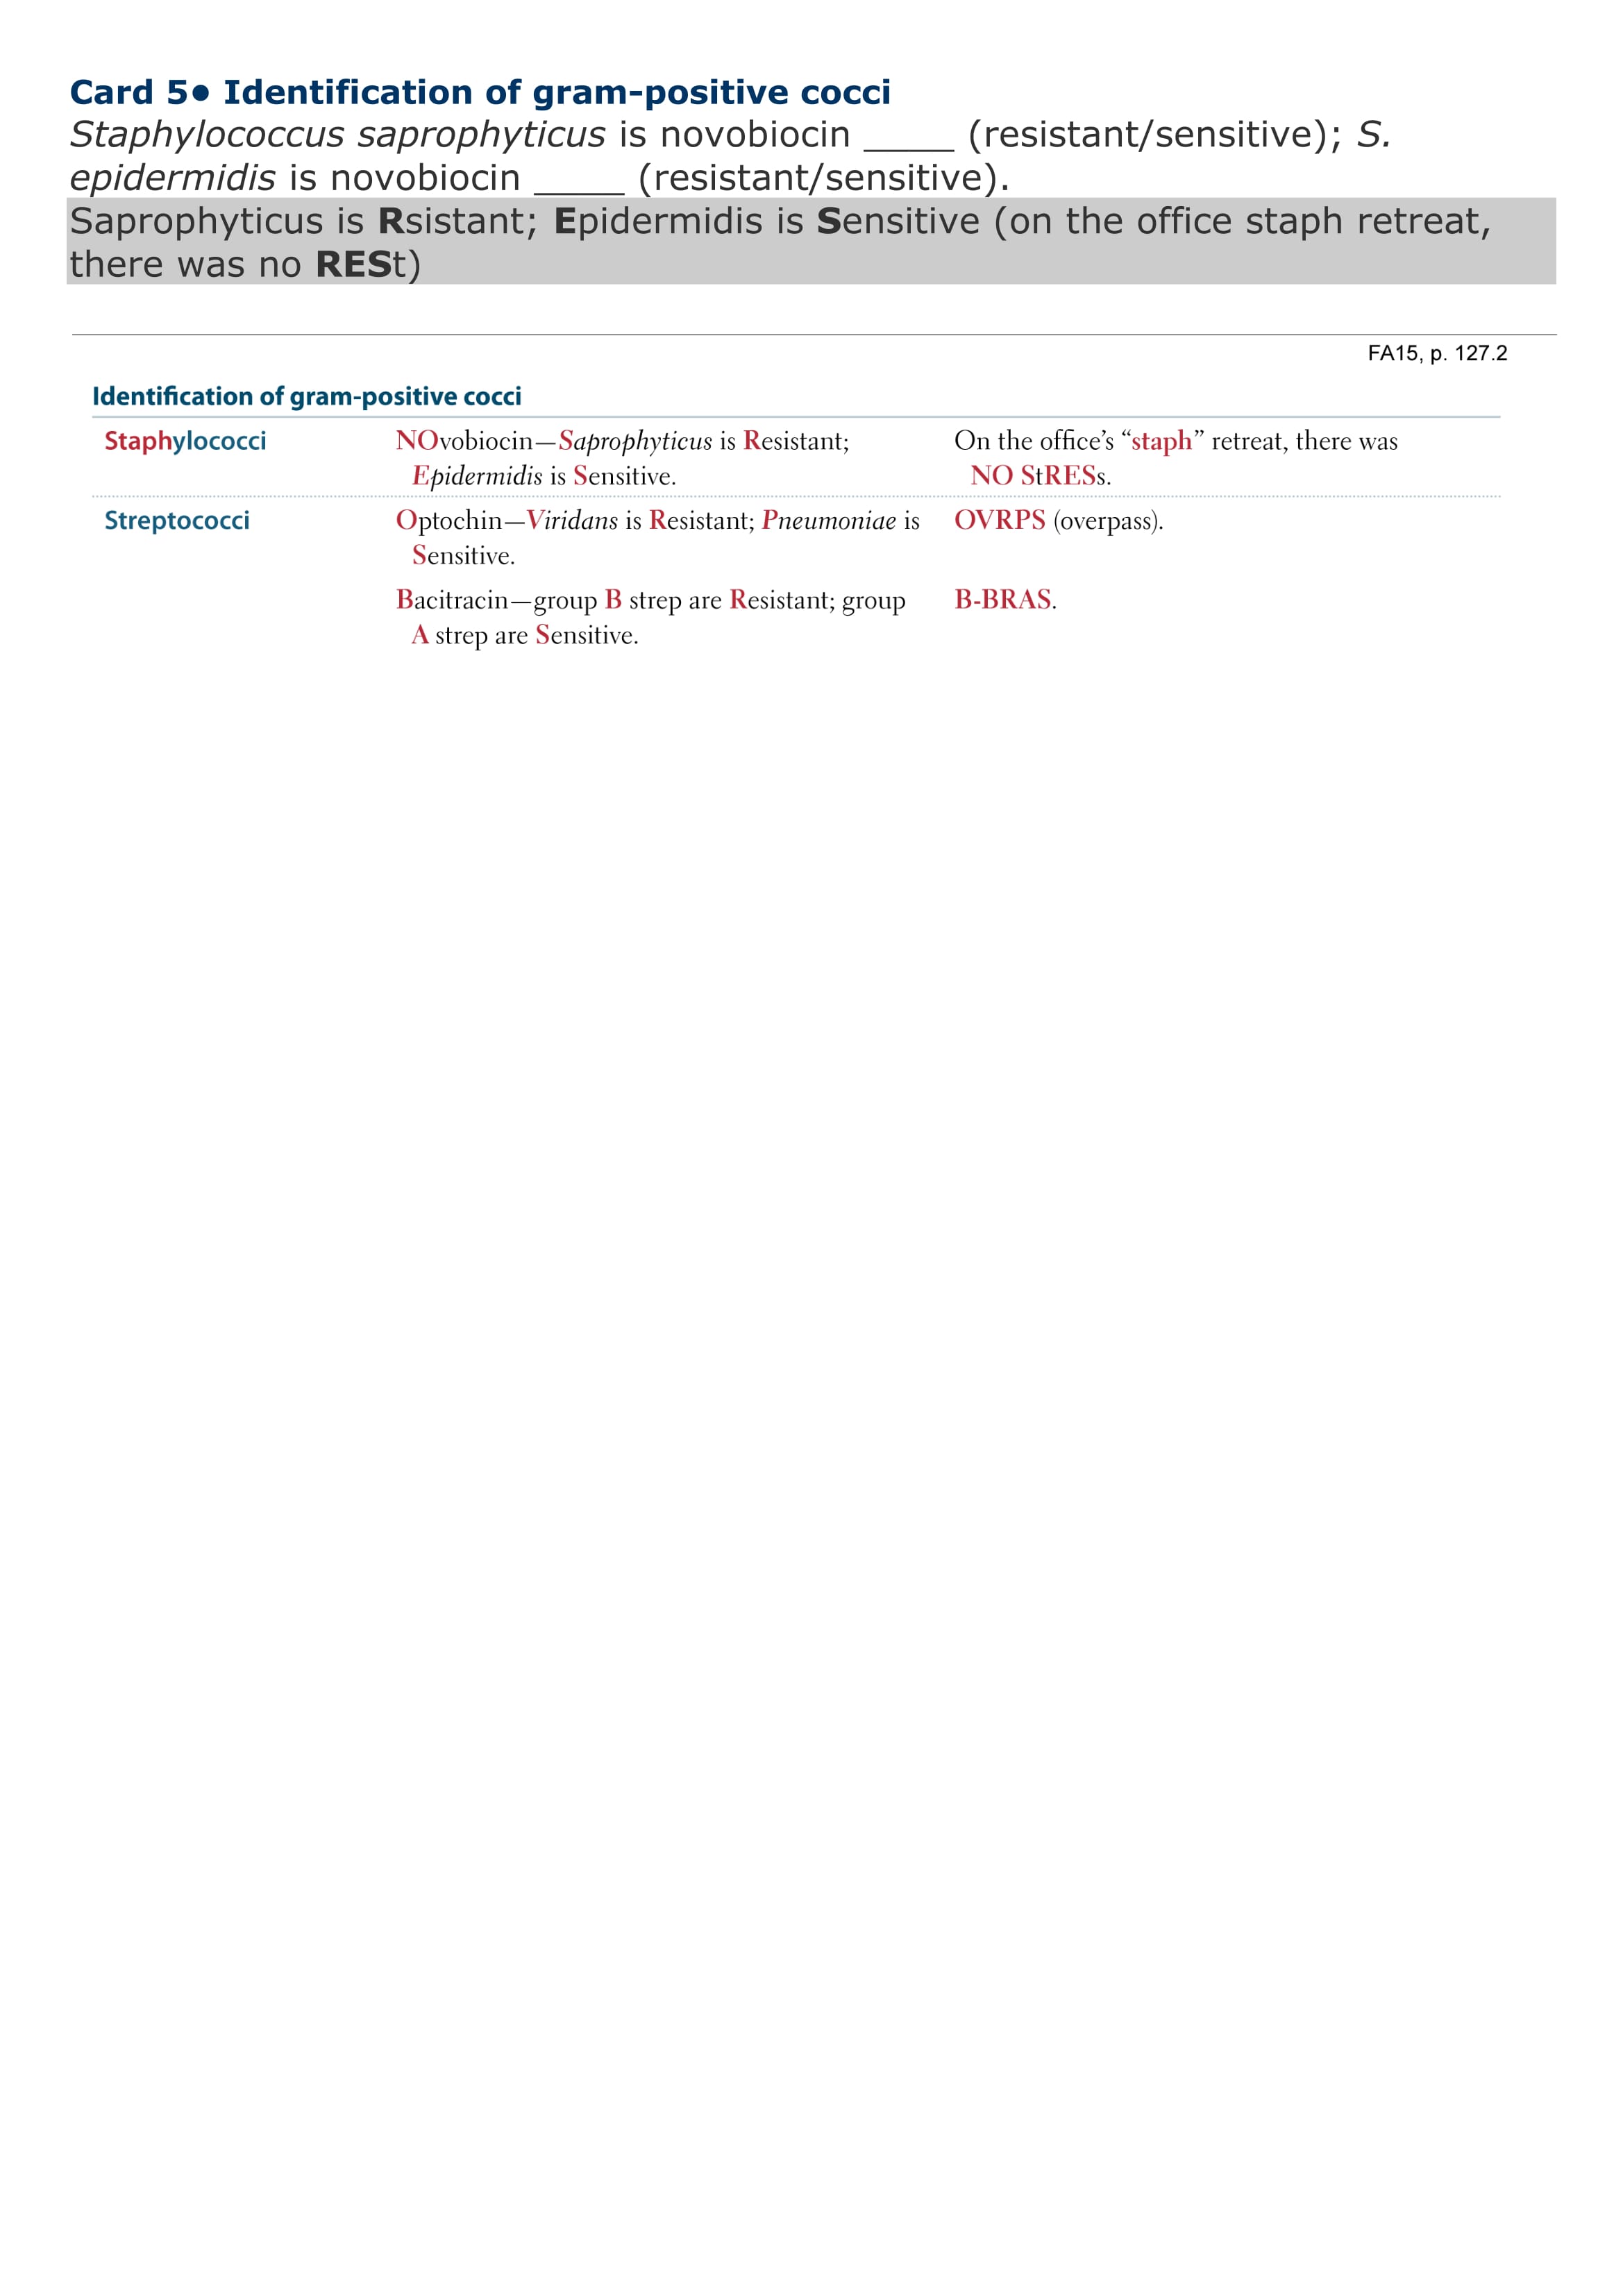 Card 5• Identification of gram-positive cocci
Staphylococcus saprophyticus is novobiocin _____ (resistant/sensitive); S.
epidermidis is novobiocin _____ (resistant/sensitive).
Saprophyticus is Rsistant; Epidermidis is Sensitive (on the office staph retreat,
there was no RESt)
FA15, p. 127.2
Identification of gram-positive cocci
Staphylococci NOvobiocin—Saprophyticus is Resistant; On the office’s “staph” retreat, there was
Epidermidis is Sensitive. NO StRESs.
Streptococci Optochin—Viridans is Resistant; Pneumoniae is OVRPS (overpass).
Sensitive.
Bacitracin—group B strep are Resistant; group B-BRAS.
A strep are Sensitive.